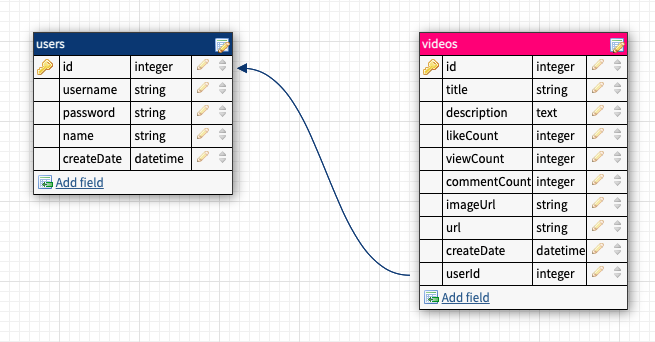 users
id integer
username string
password string
name string
createDate datetime
Add field
videos
id integer
title string
description text
likeCount integer
viewCount integer
commentCount integer
imageUrl string
url string
createDate datetime
userId integer
Add field